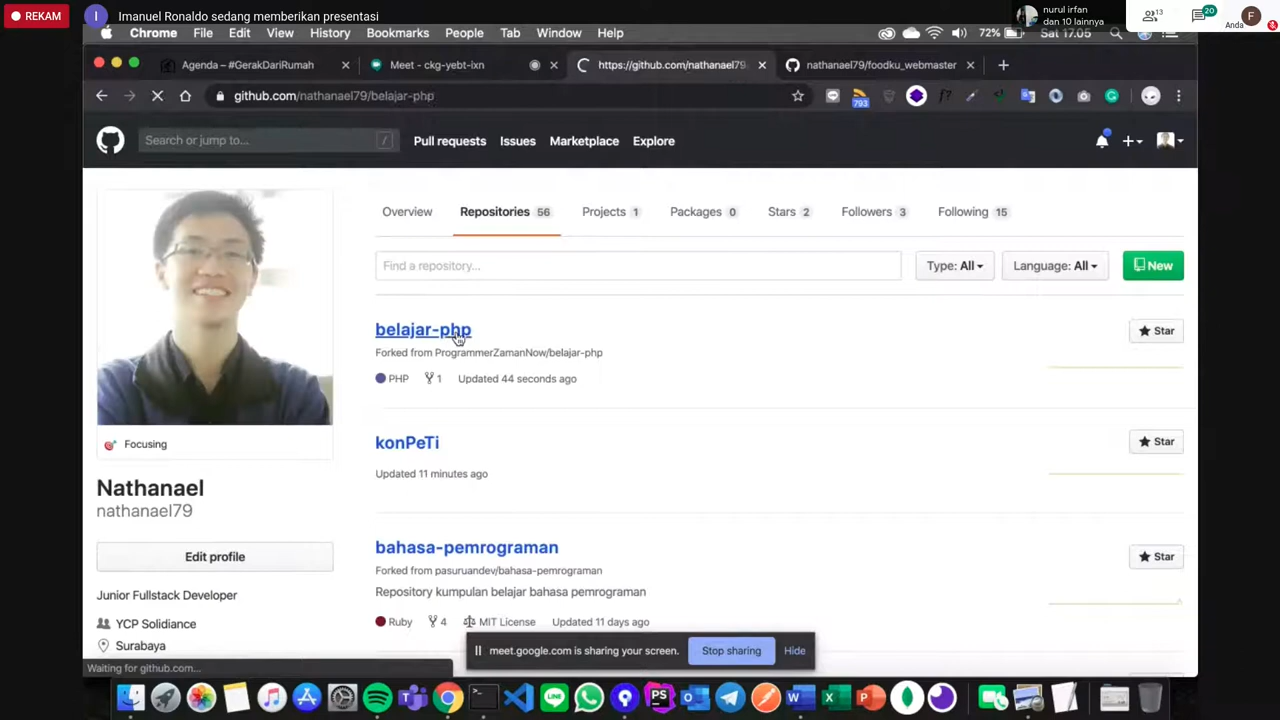 REKAM
I Imanuel Ronaldo sedang memberikan presentasi
nurul irfan
dan 10 lainnya
13
20
F
Anda
Chrome File Edit View History Bookmarks People Tab Window Help
72% Sat 17.05
Agenda – #GerakDariRumah
Meet - ckg-yebt-ixn
https://github.com/nathanael79
nathanael79/foodku_webmaster
github.com/nathanael79/belajar-php
793
f?
Search or jump to...
/
Pull requests Issues Marketplace Explore
Overview Repositories 56 Projects 1 Packages 0 Stars 2 Followers 3 Following 15
Find a repository...
Type: All
Language: All
New
belajar-php
Star
Forked from ProgrammerZamanNow/belajar-php
PHP 1 Updated 44 seconds ago
Focusing
konPeTi
Star
Updated 11 minutes ago
Nathanael
nathanael79
Edit profile
Junior Fullstack Developer
YCP Solidiance
Surabaya
bahasa-pemrograman
Star
Forked from pasuruandev/bahasa-pemrograman
Repository kumpulan belajar bahasa pemrograman
Ruby 4 MIT License Updated 11 days ago
meet.google.com is sharing your screen.
Stop sharing
Hide
Waiting for github.com...
PS